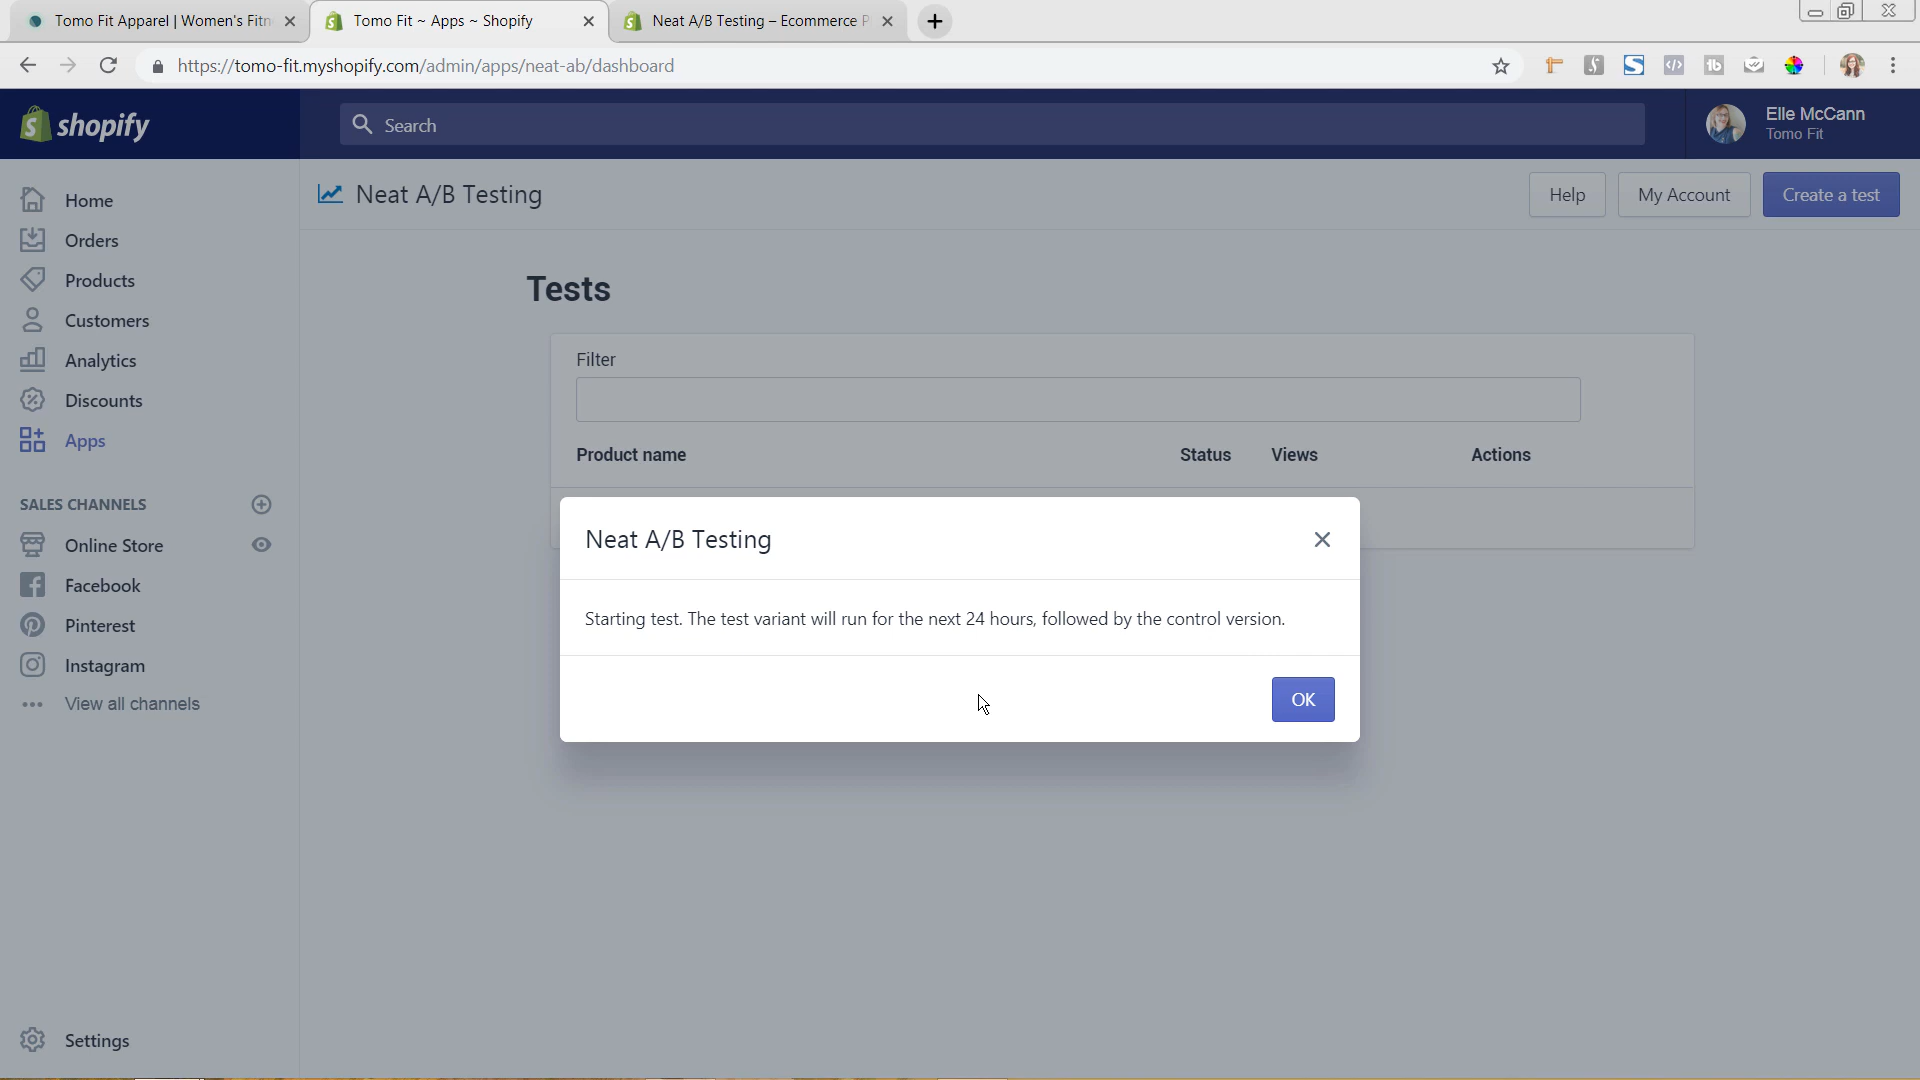 Tomo Fit Apparel | Women's Fitn
Tomo Fit ~ Apps ~ Shopify
Neat A/B Testing – Ecommerce P
https://tomo-fit.myshopify.com/admin/apps/neat-ab/dashboard
shopify
Search
Elle McCann
Tomo Fit
Home
Orders
Products
Customers
Analytics
Discounts
Apps
SALES CHANNELS
Online Store
Facebook
Pinterest
Instagram
View all channels
Settings
Neat A/B Testing
Help
My Account
Create a test
Tests
Filter
Product name
Status
Views
Actions
Neat A/B Testing
Starting test. The test variant will run for the next 24 hours, followed by the control version.
OK